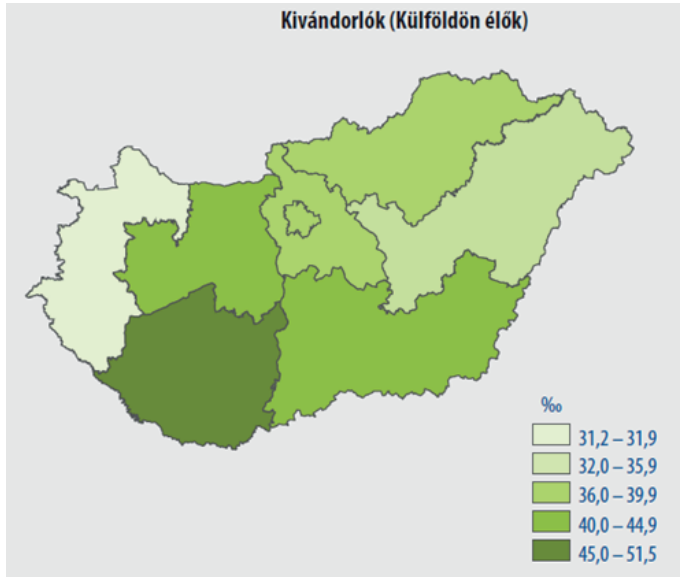 Kivándorlók (Külföldön élők)
‰
31,2 – 31,9
32,0 – 35,9
36,0 – 39,9
40,0 – 44,9
45,0 – 51,5